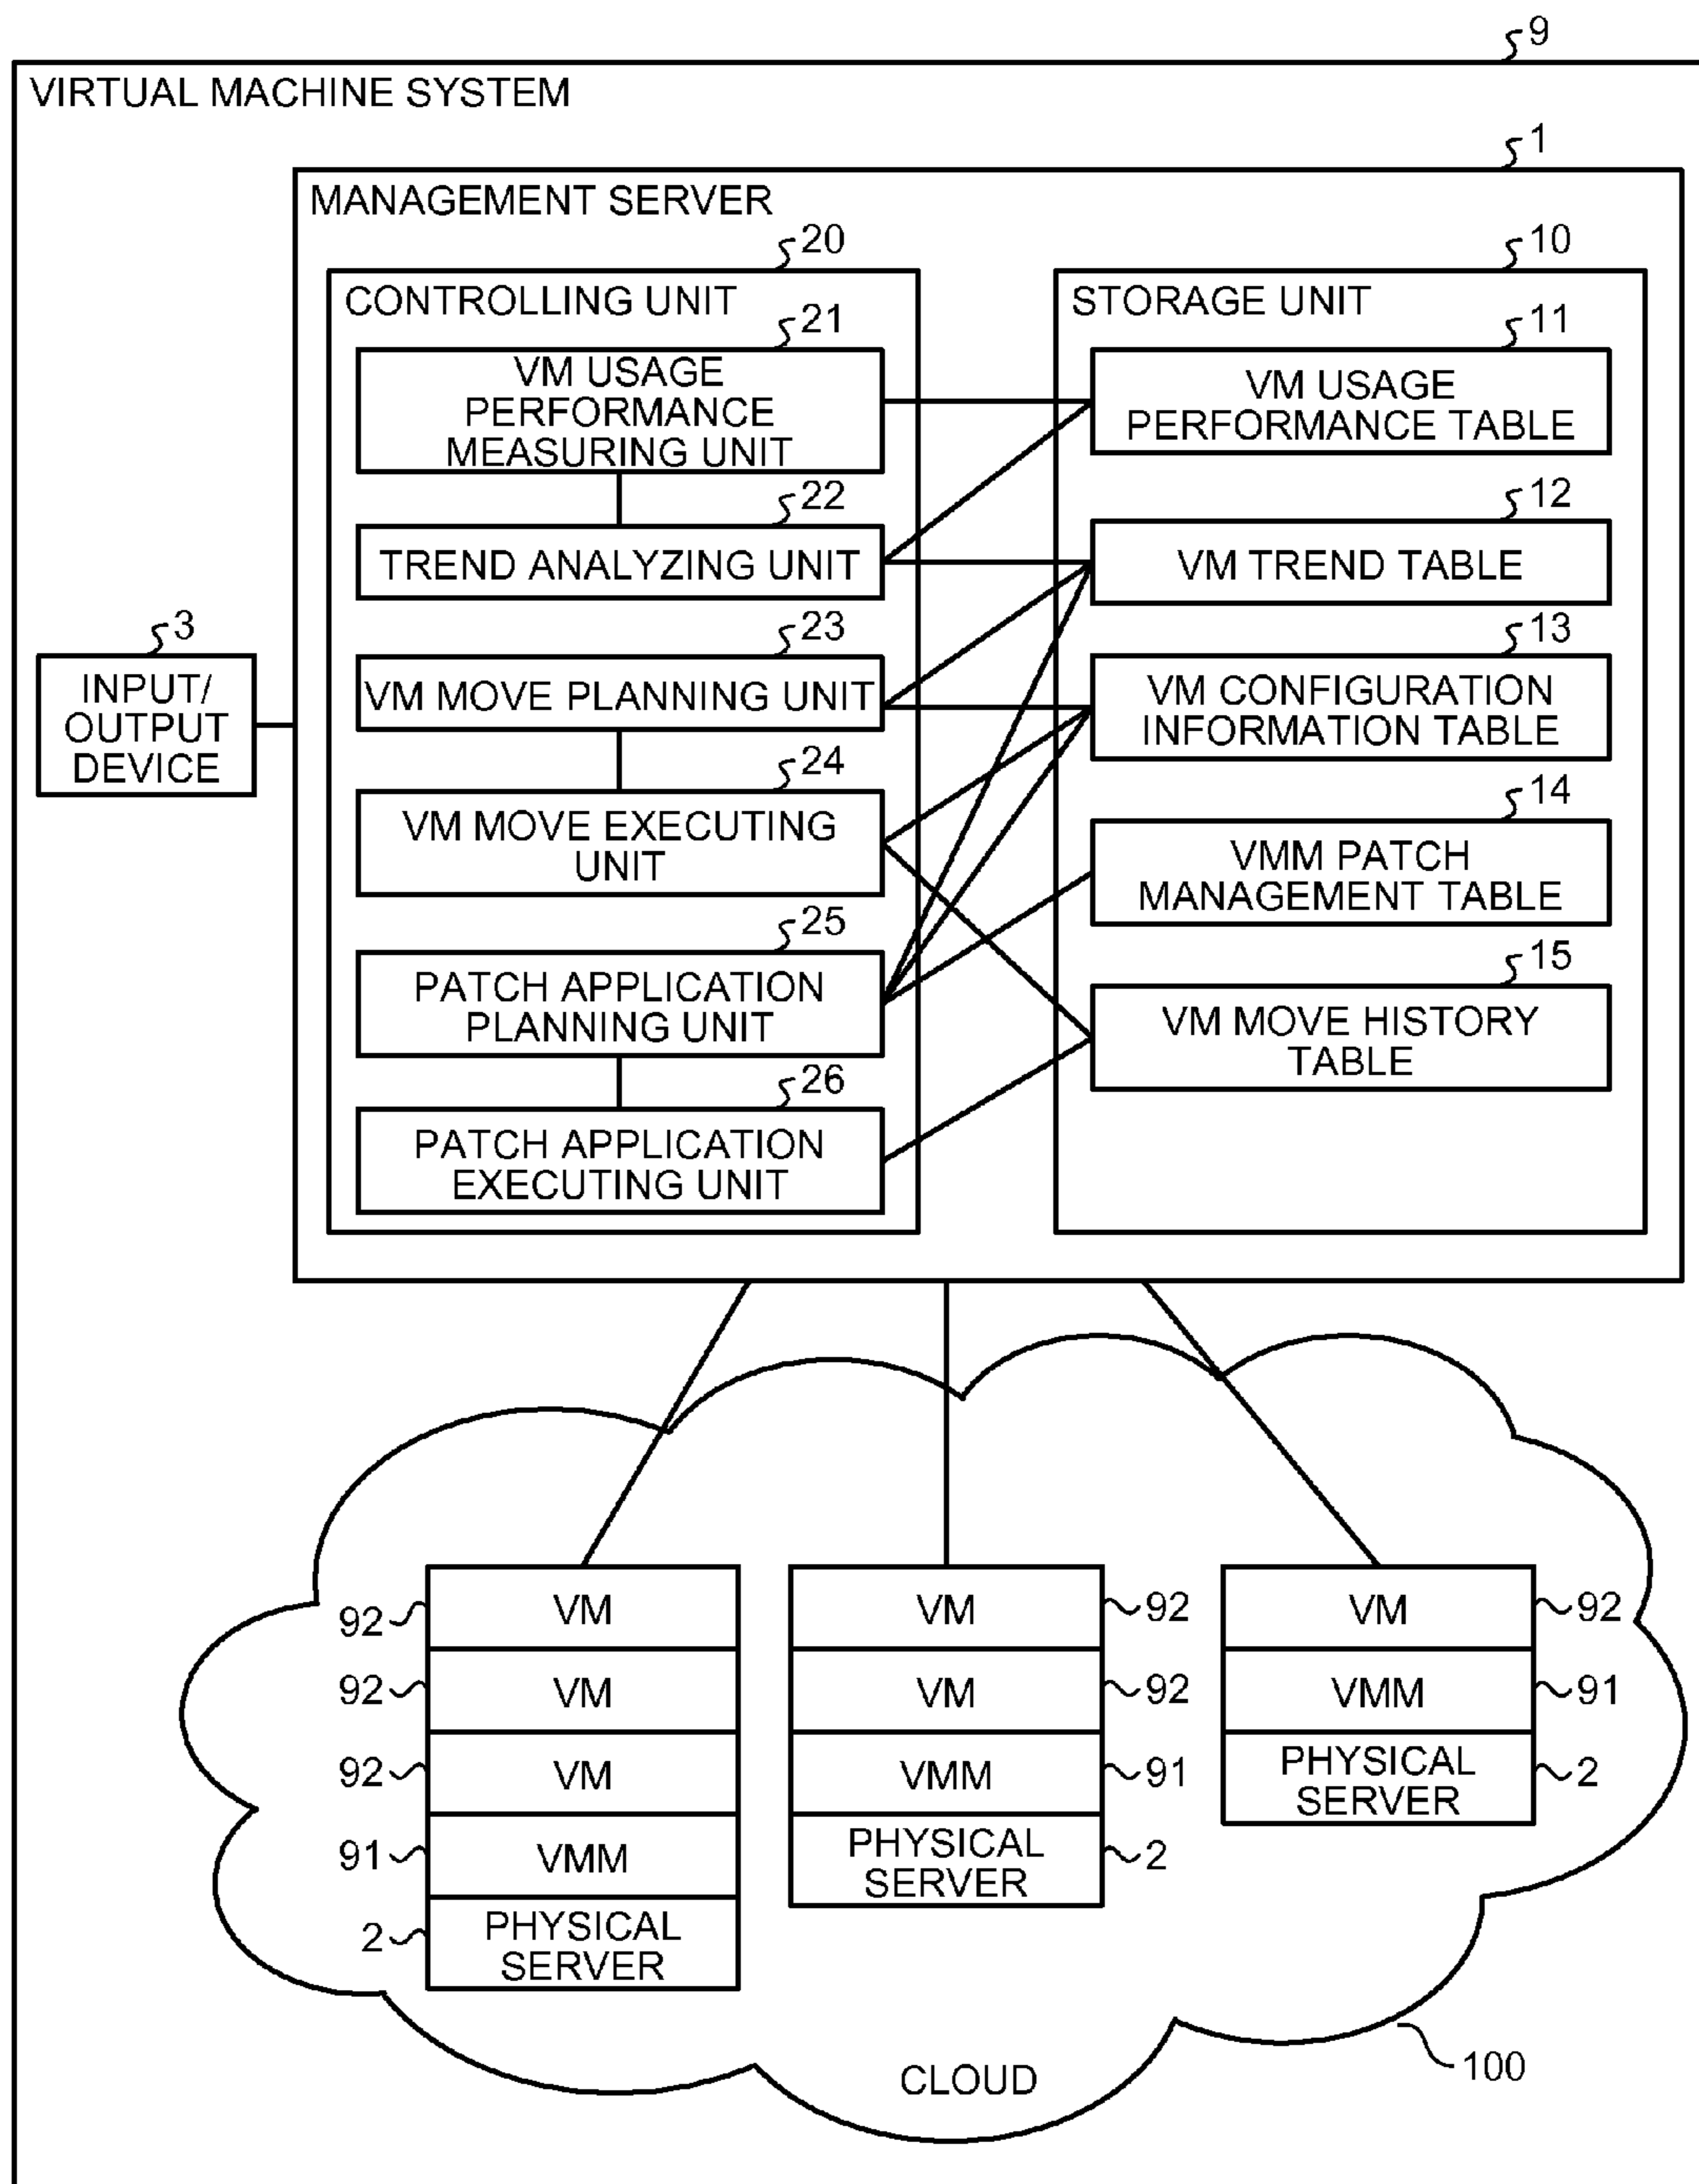 9
VIRTUAL MACHINE SYSTEM
1
MANAGEMENT SERVER
20
CONTROLLING UNIT
21
VM USAGE
PERFORMANCE
MEASURING UNIT
22
TREND ANALYZING UNIT
23
VM MOVE PLANNING UNIT
24
VM MOVE EXECUTING
UNIT
25
PATCH APPLICATION
PLANNING UNIT
26
PATCH APPLICATION
EXECUTING UNIT
10
STORAGE UNIT
11
VM USAGE
PERFORMANCE TABLE
12
VM TREND TABLE
13
VM CONFIGURATION
INFORMATION TABLE
14
VMM PATCH
MANAGEMENT TABLE
15
VM MOVE HISTORY
TABLE
3
INPUT/
OUTPUT
DEVICE
92
VM
92
VM
92
VM
91
VMM
2
PHYSICAL
SERVER
VM
92
VM
92
VMM
91
PHYSICAL
SERVER
2
VM
92
VMM
91
PHYSICAL
SERVER
2
CLOUD
100